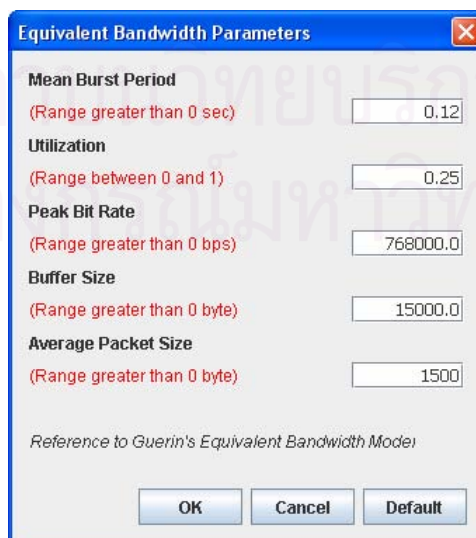 Equivalent Bandwidth Parameters
Mean Burst Period
(Range greater than 0 sec)
0.12
Utilization
(Range between 0 and 1)
0.25
Peak Bit Rate
(Range greater than 0 bps)
768000.0
Buffer Size
(Range greater than 0 byte)
15000.0
Average Packet Size
(Range greater than 0 byte)
1500
Reference to Guerin's Equivalent Bandwidth Model
OK
Cancel
Default